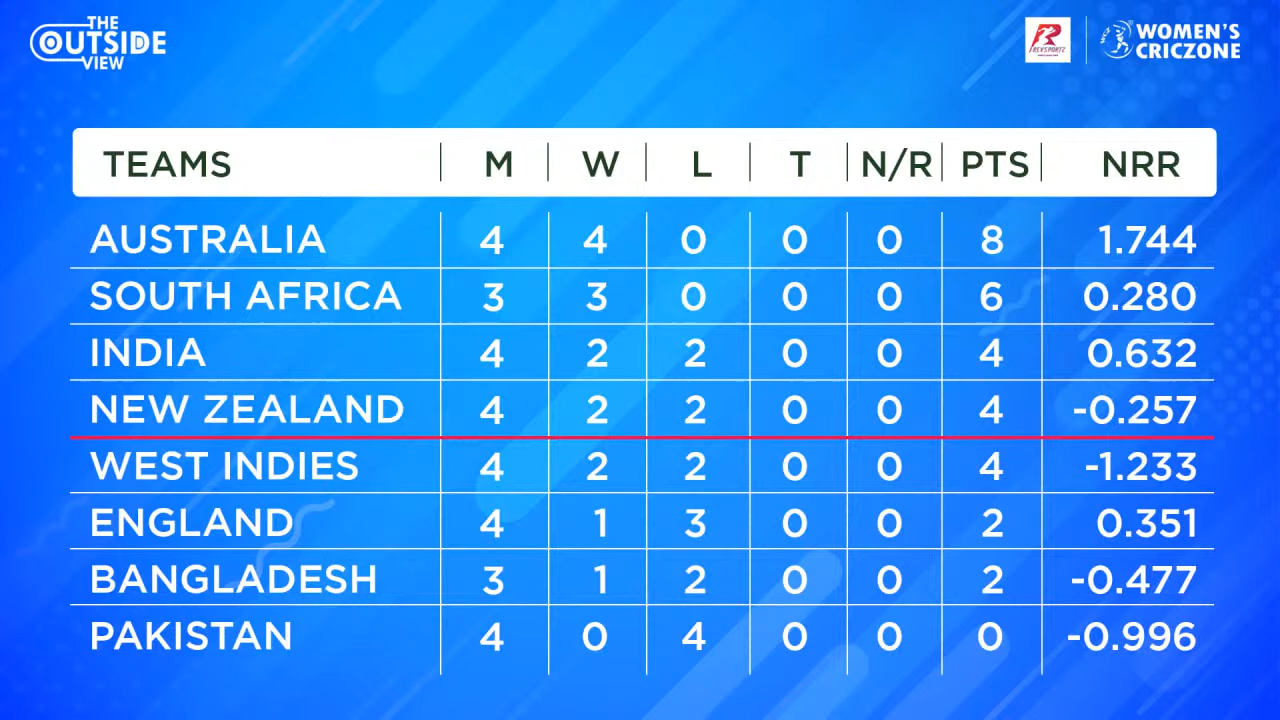 THE
OUTSIDE
VIEW
REVSPORTZ
WOMEN'S
CRICZONE
TEAMS M W L T N/R PTS NRR
AUSTRALIA 4 4 0 0 0 8 1.744
SOUTH AFRICA 3 3 0 0 0 6 0.280
INDIA 4 2 2 0 0 4 0.632
NEW ZEALAND 4 2 2 0 0 4 -0.257
WEST INDIES 4 2 2 0 0 4 -1.233
ENGLAND 4 1 3 0 0 2 0.351
BANGLADESH 3 1 2 0 0 2 -0.477
PAKISTAN 4 0 4 0 0 0 -0.996